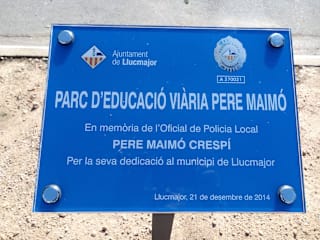 Ajuntament
de Llucmajor
A 270021
PARC D'EDUCACIÓ VIÀRIA PERE MAIMÓ
En memòria de l'Oficial de Policia Local
PERE MAIMÓ CRESPÍ
Per la seva dedicació al municipi de Llucmajor
Llucmajor, 21 de desembre de 2014